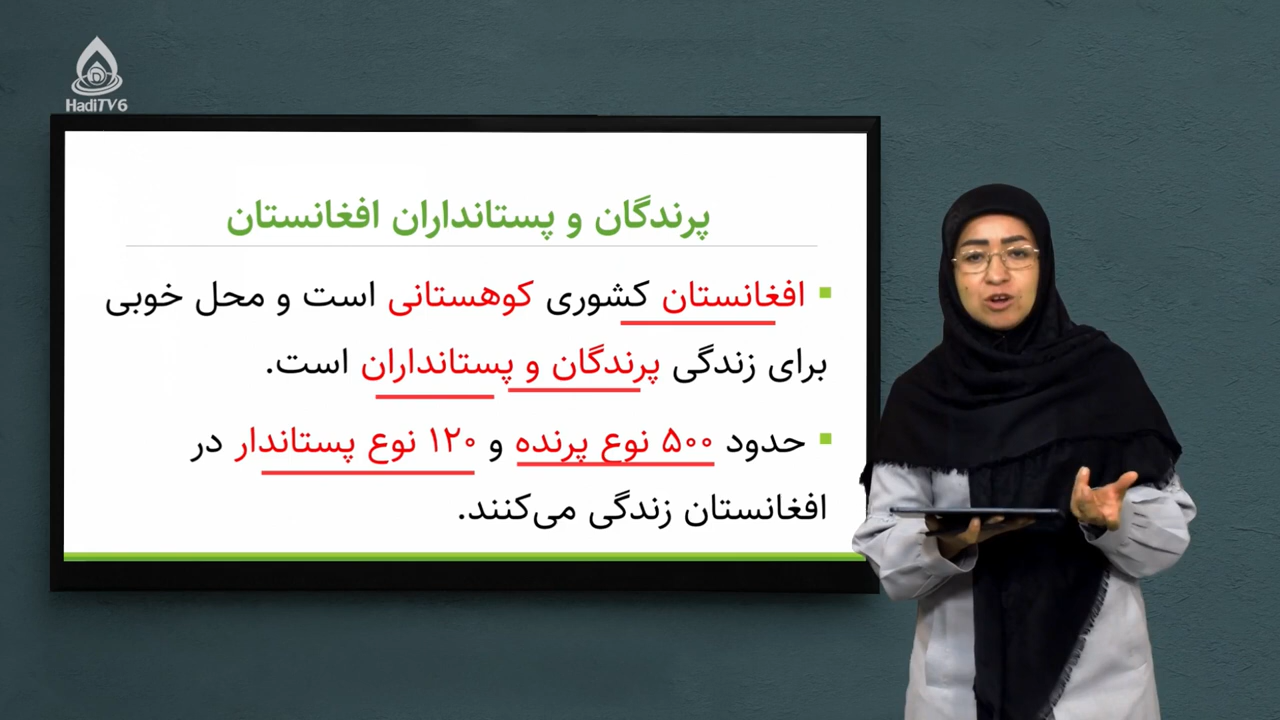 HadiTV6
پرندگان و پستانداران افغانستان
افغانستان کشوری کوهستانی است و محل خوبی
برای زندگی پرندگان و پستانداران است.
حدود ۵۰۰ نوع پرنده و ۱۲۰ نوع پستاندار در
افغانستان زندگی می‌کنند.